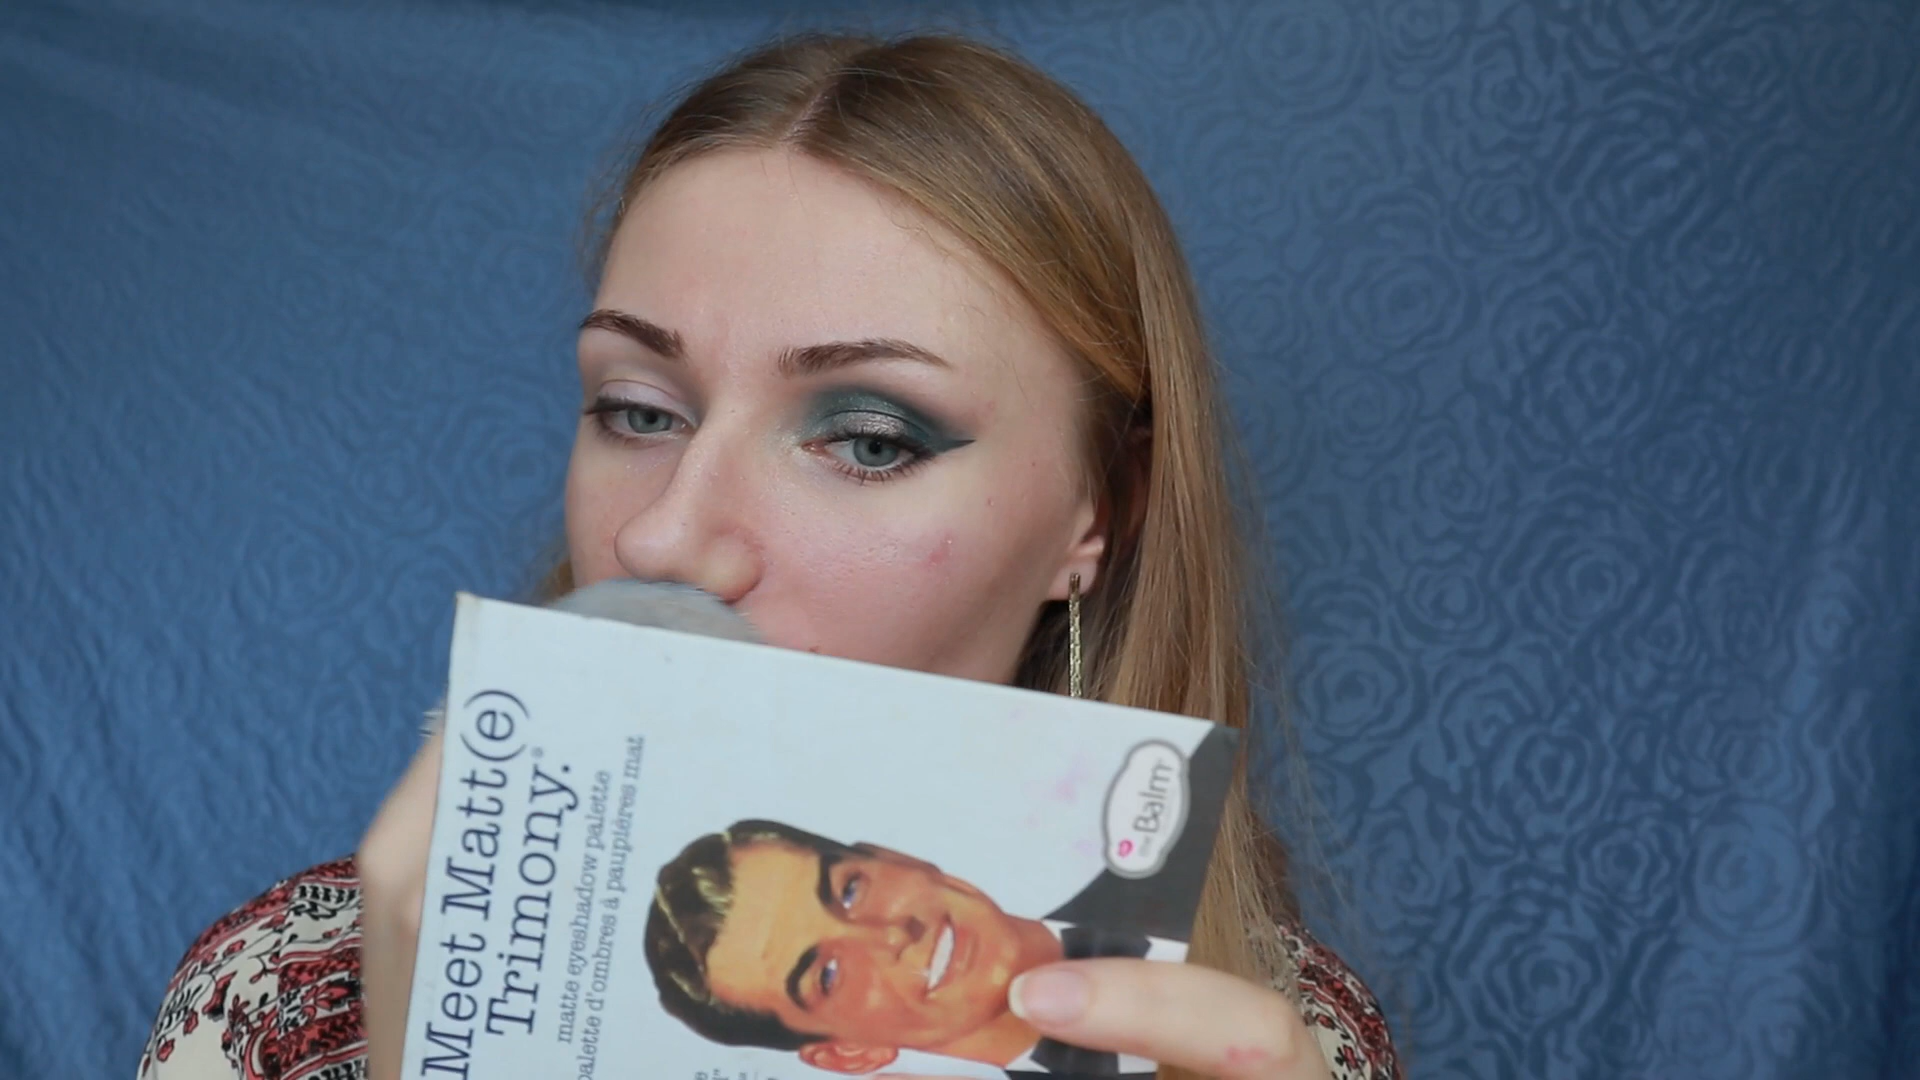 Meet Matt(e)
Trimony.®
matte eyeshadow palette
palette d'ombres à paupières mat
theBalm